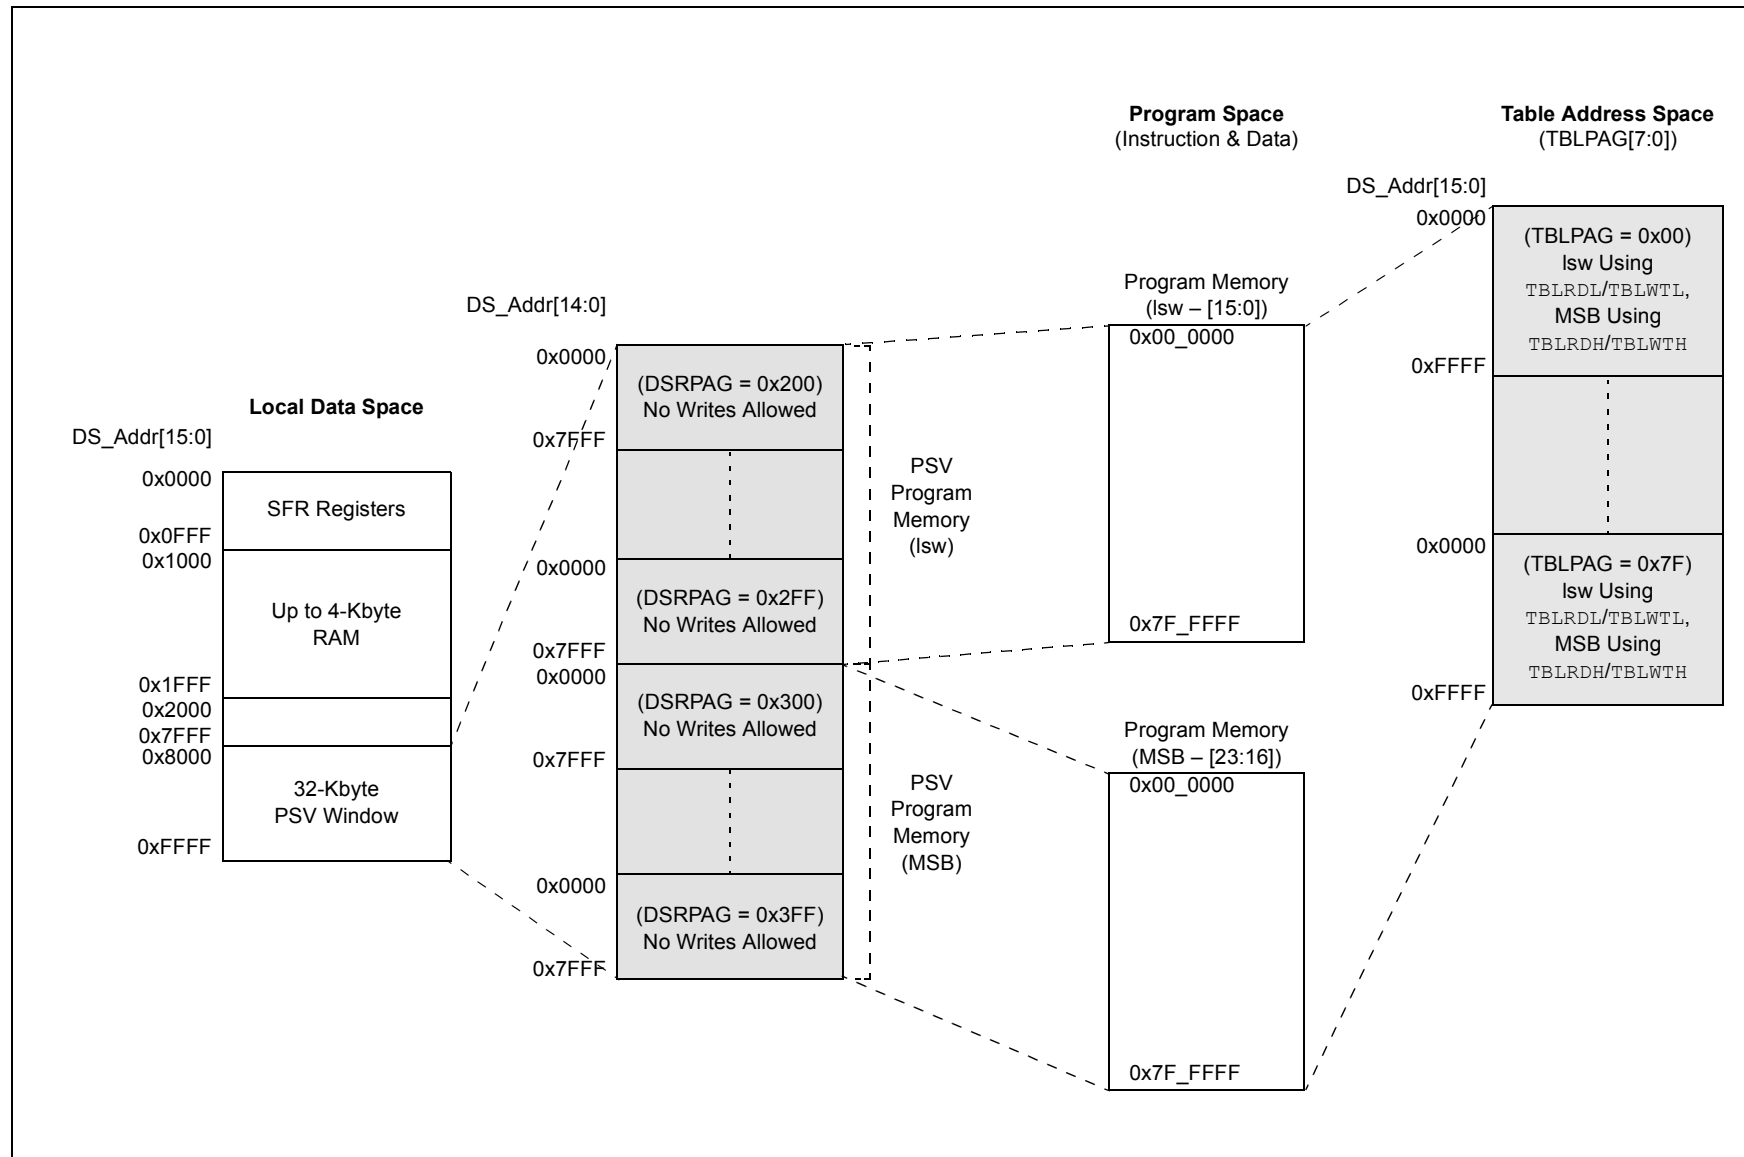 Local Data Space
DS_Addr[15:0]
0x0000
SFR Registers
0x0FFF
0x1000
Up to 4-Kbyte
RAM
0x1FFF
0x2000
0x7FFF
0x8000
32-Kbyte
PSV Window
0xFFFF
DS_Addr[14:0]
0x0000
(DSRPAG = 0x200)
No Writes Allowed
0x7FFF
0x0000
(DSRPAG = 0x2FF)
No Writes Allowed
0x7FFF
0x0000
(DSRPAG = 0x300)
No Writes Allowed
0x7FFF
0x0000
(DSRPAG = 0x3FF)
No Writes Allowed
0x7FFF
PSV
Program
Memory
(lsw)
PSV
Program
Memory
(MSB)
Program Space
(Instruction & Data)
Program Memory
(lsw – [15:0])
0x00_0000
0x7F_FFFF
Program Memory
(MSB – [23:16])
0x00_0000
0x7F_FFFF
Table Address Space
(TBLPAG[7:0])
DS_Addr[15:0]
0x0000
(TBLPAG = 0x00)
lsw Using
TBLRDL/TBLWTL,
MSB Using
TBLRDH/TBLWTH
0xFFFF
0x0000
(TBLPAG = 0x7F)
lsw Using
TBLRDL/TBLWTL,
MSB Using
TBLRDH/TBLWTH
0xFFFF